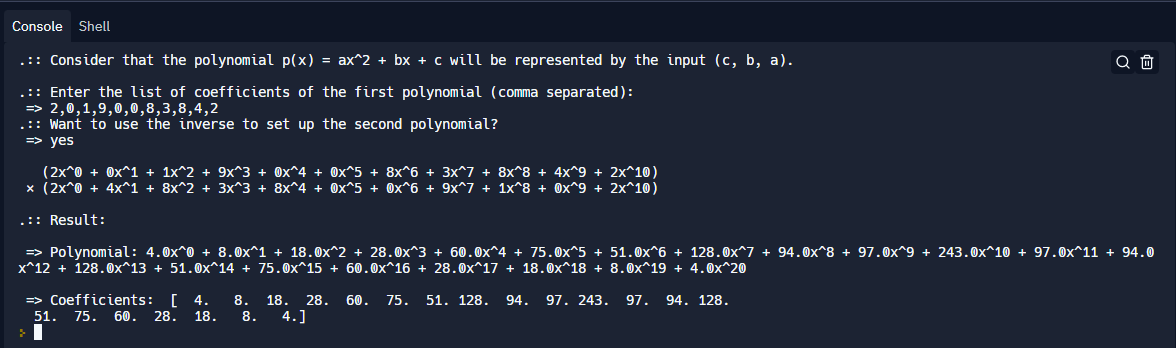 Console Shell
.:: Consider that the polynomial p(x) = ax^2 + bx + c will be represented by the input (c, b, a).
.:: Enter the list of coefficients of the first polynomial (comma separated):
=> 2,0,1,9,0,0,8,3,8,4,2
.:: Want to use the inverse to set up the second polynomial?
=> yes
(2x^0 + 0x^1 + 1x^2 + 9x^3 + 0x^4 + 0x^5 + 8x^6 + 3x^7 + 8x^8 + 4x^9 + 2x^10)
× (2x^0 + 4x^1 + 8x^2 + 3x^3 + 8x^4 + 0x^5 + 0x^6 + 9x^7 + 1x^8 + 0x^9 + 2x^10)
.:: Result:
=> Polynomial: 4.0x^0 + 8.0x^1 + 18.0x^2 + 28.0x^3 + 60.0x^4 + 75.0x^5 + 51.0x^6 + 128.0x^7 + 94.0x^8 + 97.0x^9 + 243.0x^10 + 97.0x^11 + 94.0
x^12 + 128.0x^13 + 51.0x^14 + 75.0x^15 + 60.0x^16 + 28.0x^17 + 18.0x^18 + 8.0x^19 + 4.0x^20
=> Coefficients: [ 4. 8. 18. 28. 60. 75. 51. 128. 94. 97. 243. 97. 94. 128.
51. 75. 60. 28. 18. 8. 4.]